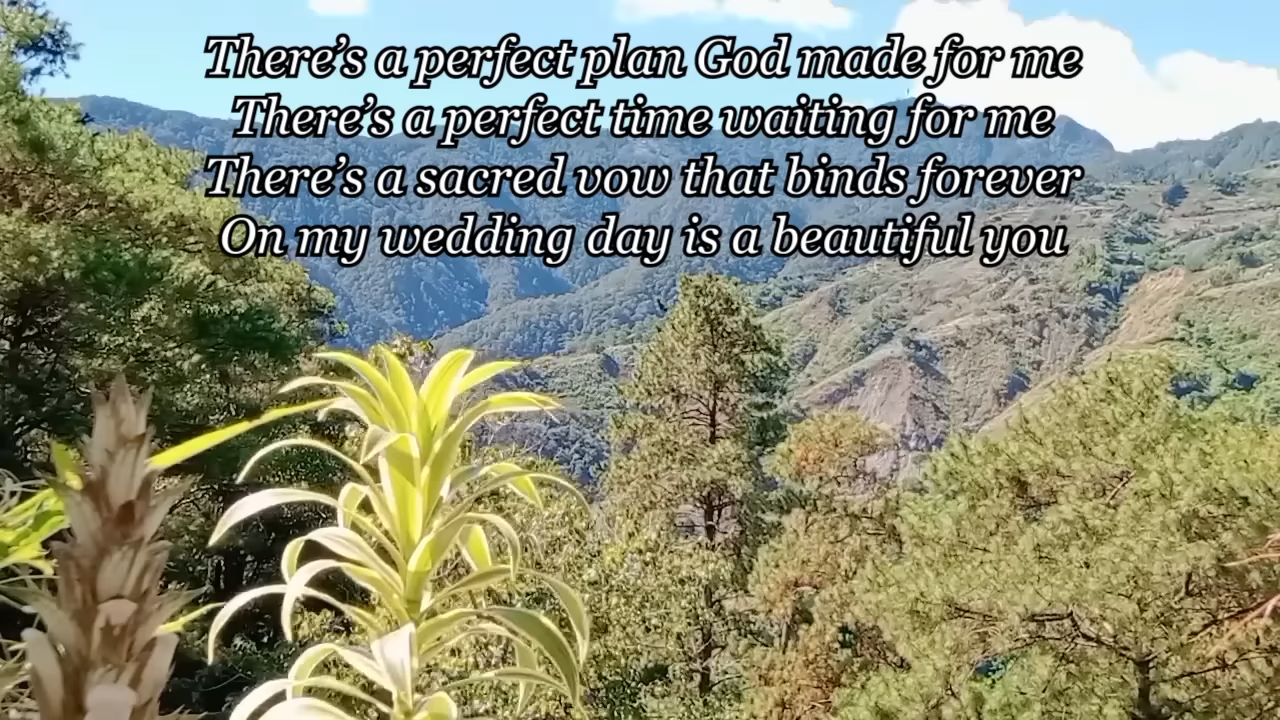 There’s a perfect plan God made for me
There’s a perfect time waiting for me
There’s a sacred vow that binds forever
On my wedding day is a beautiful you